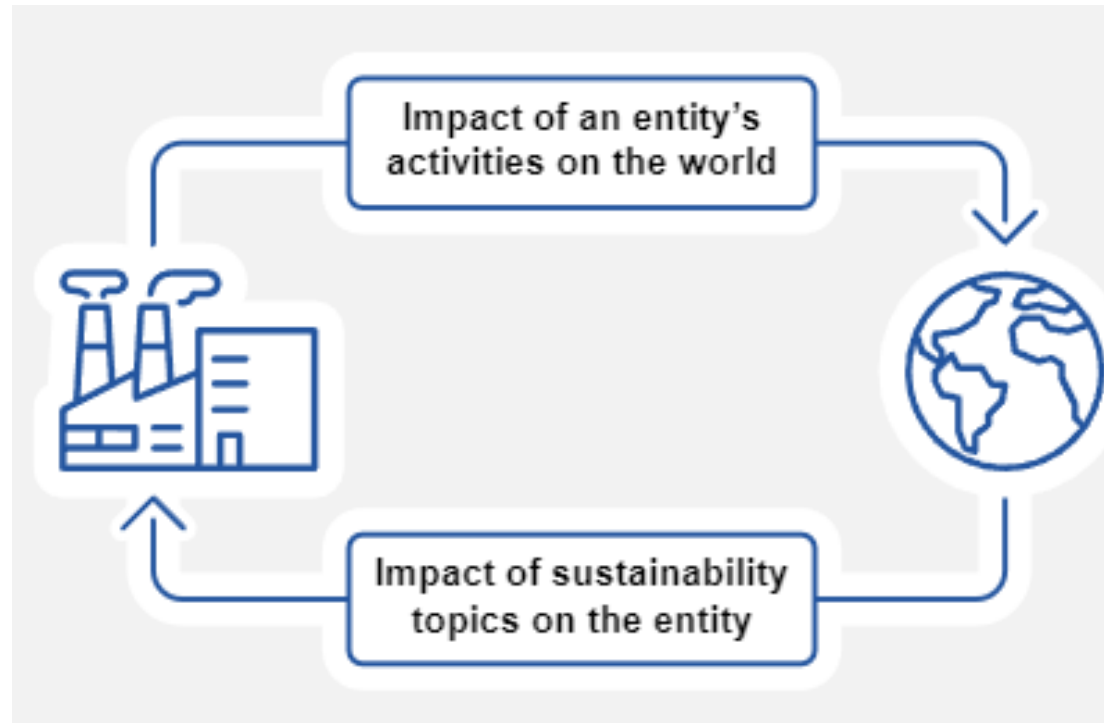 Impact of an entity’s
activities on the world
Impact of sustainability
topics on the entity